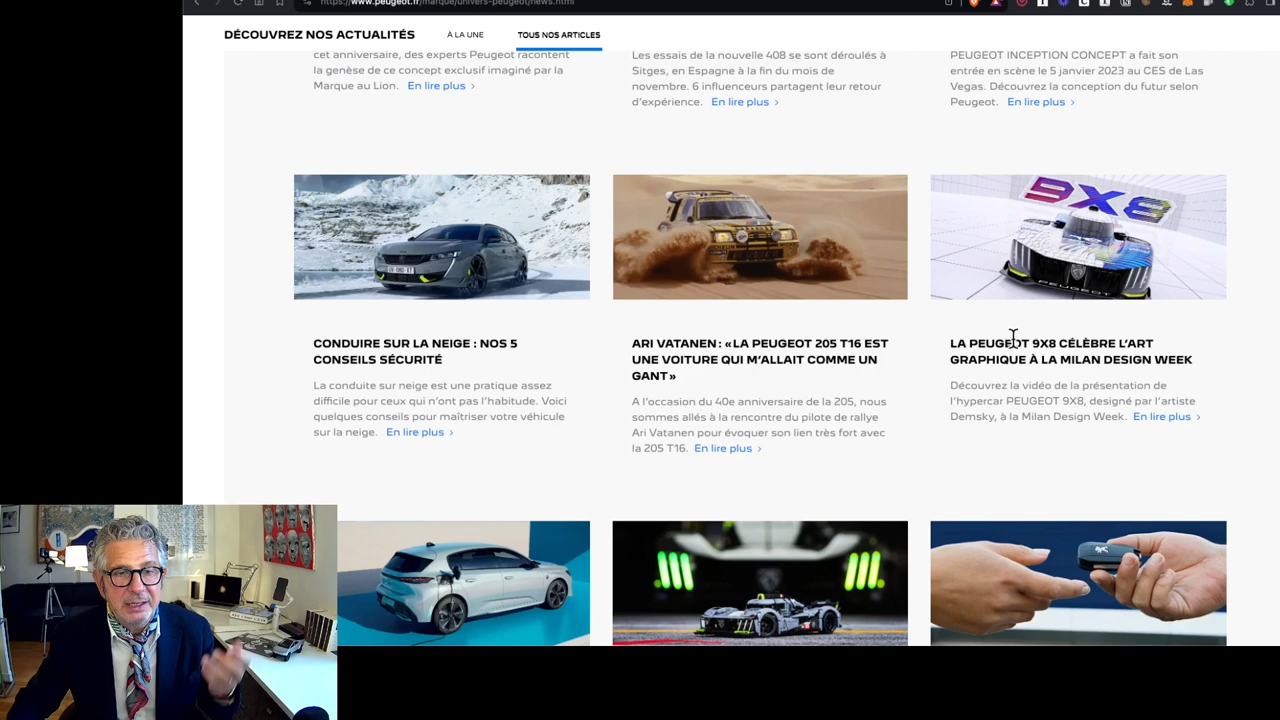 https://www.peugeot.fr/marque/univers-peugeot/news.html
DÉCOUVREZ NOS ACTUALITÉS
À LA UNE
TOUS NOS ARTICLES
cet anniversaire, des experts Peugeot racontent
la genèse de ce concept exclusif imaginé par la
Marque au Lion. En lire plus >
Les essais de la nouvelle 408 se sont déroulés à
Sitges, en Espagne à la fin du mois de
novembre. 6 influenceurs partagent leur retour
d'expérience. En lire plus >
PEUGEOT INCEPTION CONCEPT a fait son
entrée en scène le 5 janvier 2023 au CES de Las
Vegas. Découvrez la conception du futur selon
Peugeot. En lire plus >
9X8
PEUGEOT
CONDUIRE SUR LA NEIGE : NOS 5
CONSEILS SÉCURITÉ
La conduite sur neige est une pratique assez
difficile pour ceux qui n'ont pas l'habitude. Voici
quelques conseils pour maîtriser votre véhicule
sur la neige. En lire plus >
ARI VATANEN : « LA PEUGEOT 205 T16 EST
UNE VOITURE QUI M'ALLAIT COMME UN
GANT »
A l'occasion du 40e anniversaire de la 205, nous
sommes allés à la rencontre du pilote de rallye
Ari Vatanen pour évoquer son lien très fort avec
la 205 T16. En lire plus >
LA PEUGEOT 9X8 CÉLÈBRE L'ART
GRAPHIQUE À LA MILAN DESIGN WEEK
Découvrez la vidéo de la présentation de
l'hypercar PEUGEOT 9X8, designé par l'artiste
Demsky, à la Milan Design Week. En lire plus >